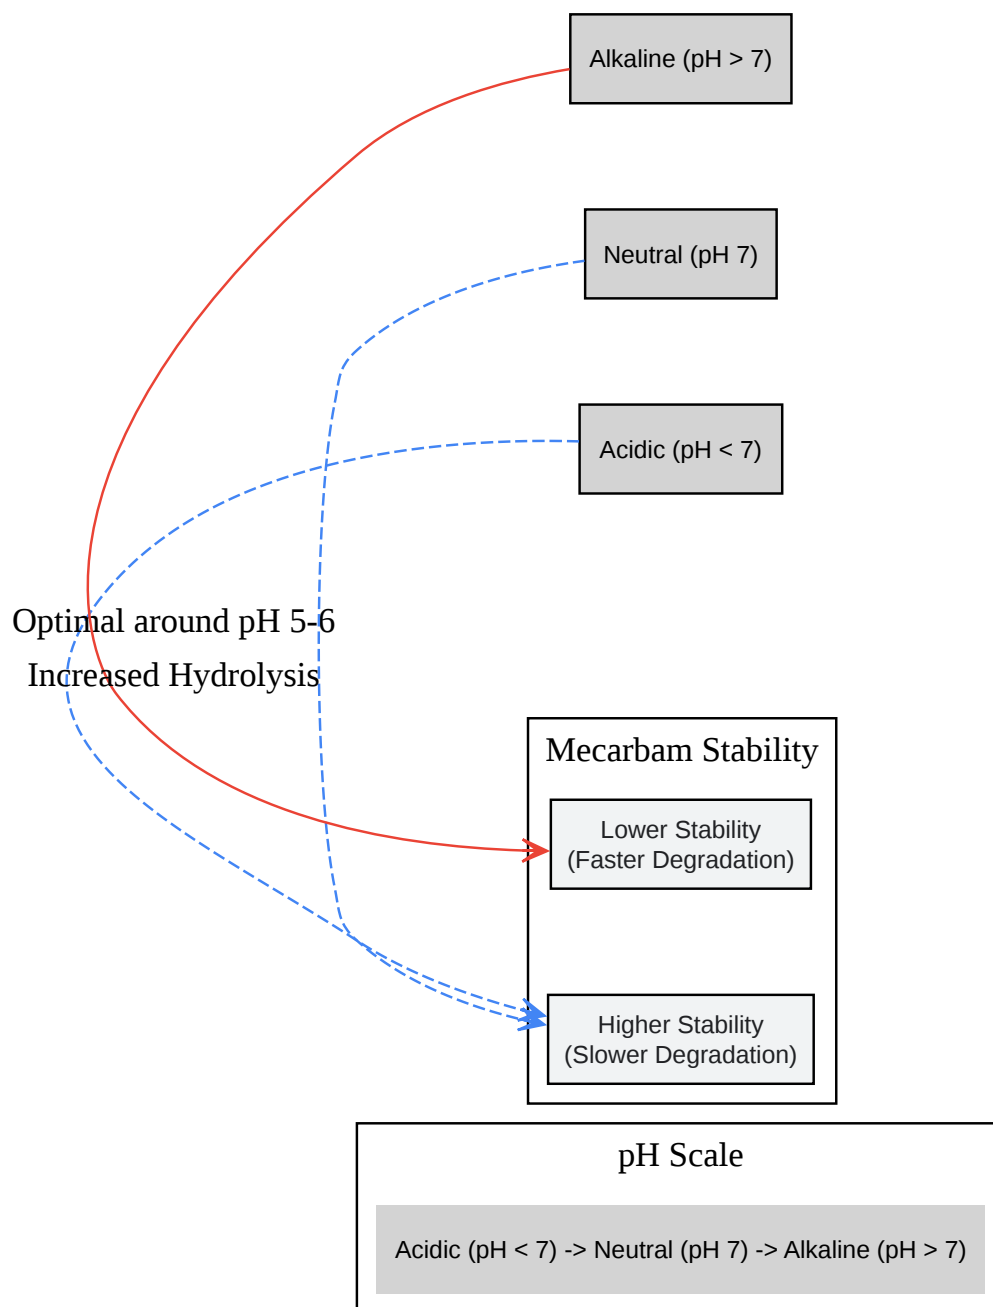 Alkaline (pH > 7)
Neutral (pH 7)
Acidic (pH < 7)
Optimal around pH 5-6
Increased Hydrolysis
Mecarbam Stability
Lower Stability
(Faster Degradation)
Higher Stability
(Slower Degradation)
pH Scale
Acidic (pH < 7) -> Neutral (pH 7) -> Alkaline (pH > 7)